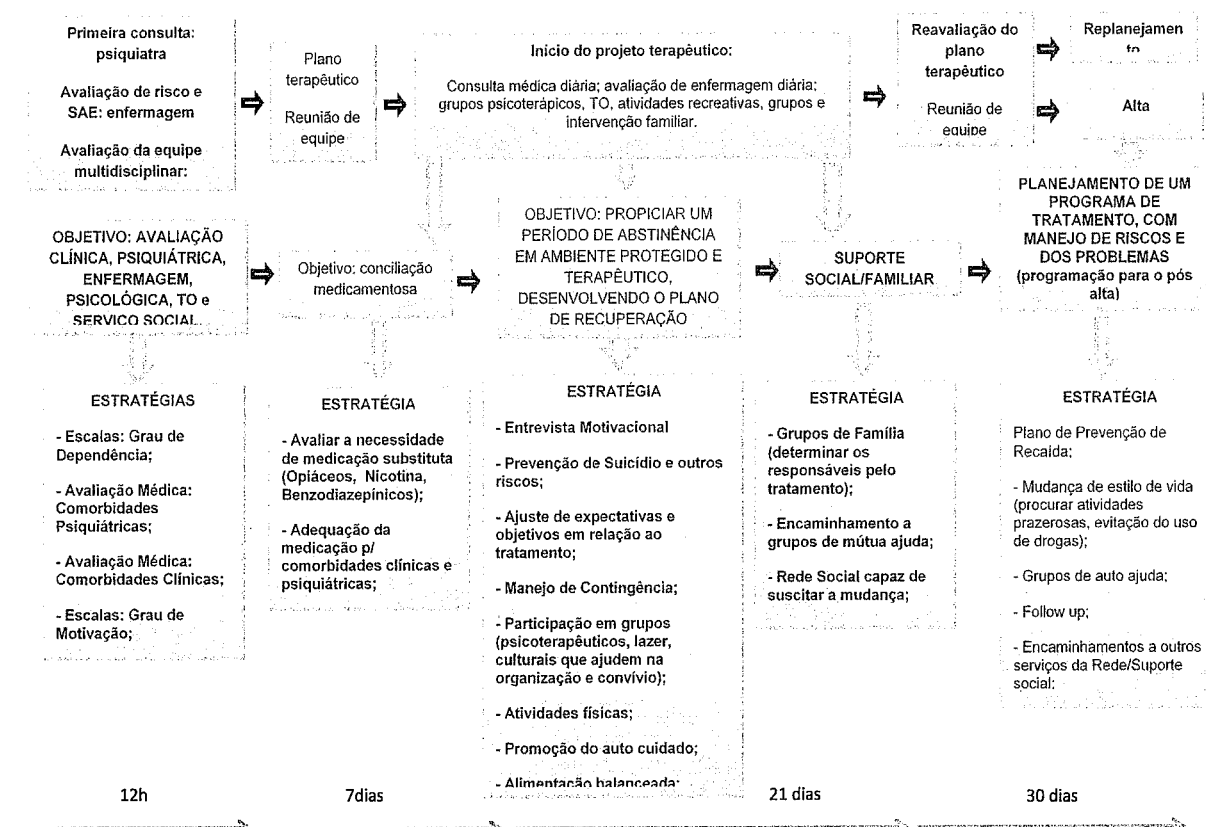 Primeira consulta:
psiquiatra
Avaliação de risco e
SAE: enfermagem
Avaliação da equipe
multidisciplinar:
Plano
terapêutico
Reunião de
equipe
Início do projeto terapêutico:
Consulta médica diária; avaliação de enfermagem diária;
grupos psicoterápicos, TO, atividades recreativas, grupos e
intervenção familiar.
Reavaliação do
plano
terapêutico
Reunião de
equipe
Replanejamen
to
Alta
OBJETIVO: AVALIAÇÃO
CLÍNICA, PSIQUIÁTRICA,
ENFERMAGEM,
PSICOLÓGICA, TO e
SERVIÇO SOCIAL
Objetivo: conciliação
medicamentosa
OBJETIVO: PROPICIAR UM
PERÍODO DE ABSTINÊNCIA
EM AMBIENTE PROTEGIDO E
TERAPÊUTICO,
DESENVOLVENDO O PLANO
DE RECUPERAÇÃO
SUPORTE
SOCIAL/FAMILIAR
PLANEJAMENTO DE UM
PROGRAMA DE
TRATAMENTO, COM
MANEJO DE RISCOS E
DOS PROBLEMAS
(programação para o pós
alta)
ESTRATÉGIAS
- Escalas: Grau de
Dependência;
- Avaliação Médica:
Comorbidades
Psiquiátricas;
- Avaliação Médica:
Comorbidades Clínicas;
- Escalas: Grau de
Motivação;
ESTRATÉGIA
- Avaliar a necessidade
de medicação substituta
(Opiáceos, Nicotina,
Benzodiazepínicos);
- Adequação da
medicação p/
comorbidades clínicas e
psiquiátricas;
ESTRATÉGIA
- Entrevista Motivacional
- Prevenção de Suicídio e outros
riscos;
- Ajuste de expectativas e
objetivos em relação ao
tratamento;
- Manejo de Contingência;
- Participação em grupos
(psicoterapêuticos, lazer,
culturais que ajudem na
organização e convívio);
- Atividades físicas;
- Promoção do auto cuidado;
- Alimentação balanceada;
ESTRATÉGIA
- Grupos de Família
(determinar os
responsáveis pelo
tratamento);
- Encaminhamento a
grupos de mútua ajuda;
- Rede Social capaz de
suscitar a mudança;
ESTRATÉGIA
Plano de Prevenção de
Recaída;
- Mudança de estilo de vida
(procurar atividades
prazerosas, evitação do uso
de drogas);
- Grupos de auto ajuda;
- Follow up;
- Encaminhamentos a outros
serviços da Rede/Suporte
social;
12h
7dias
21 dias
30 dias